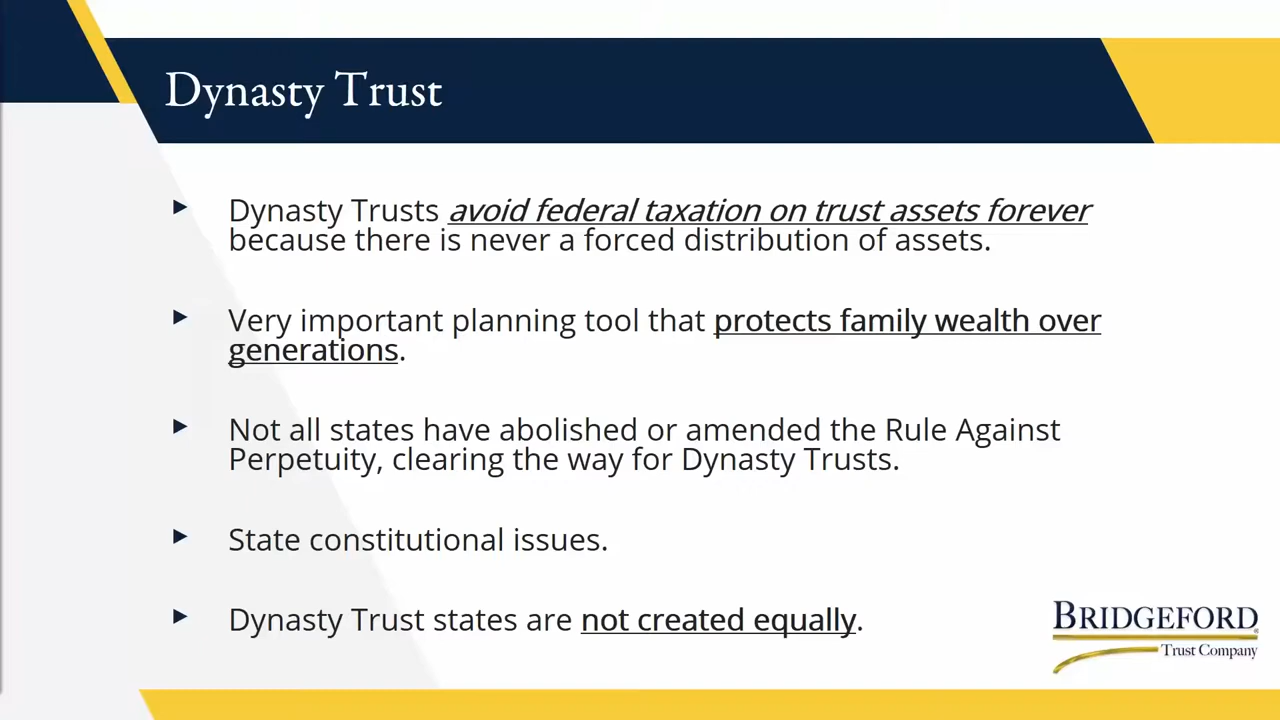 Dynasty Trust
Dynasty Trusts avoid federal taxation on trust assets forever
because there is never a forced distribution of assets.
Very important planning tool that protects family wealth over
generations.
Not all states have abolished or amended the Rule Against
Perpetuity, clearing the way for Dynasty Trusts.
State constitutional issues.
Dynasty Trust states are not created equally.
BRIDGEFORD®
Trust Company